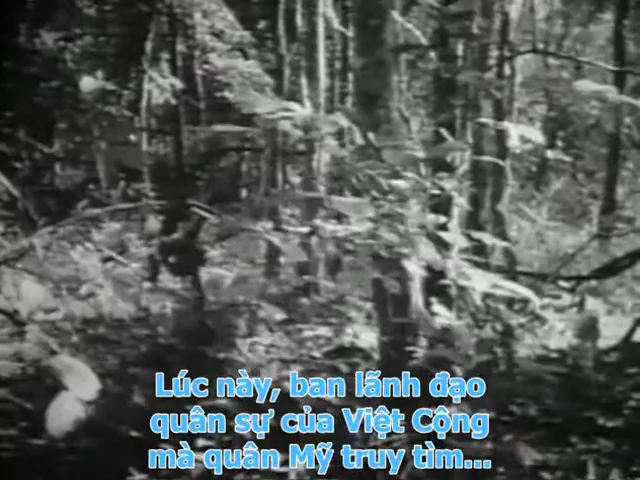 Lúc này, ban lãnh đạo
quân sự của Việt Cộng
mà quân Mỹ truy tìm...